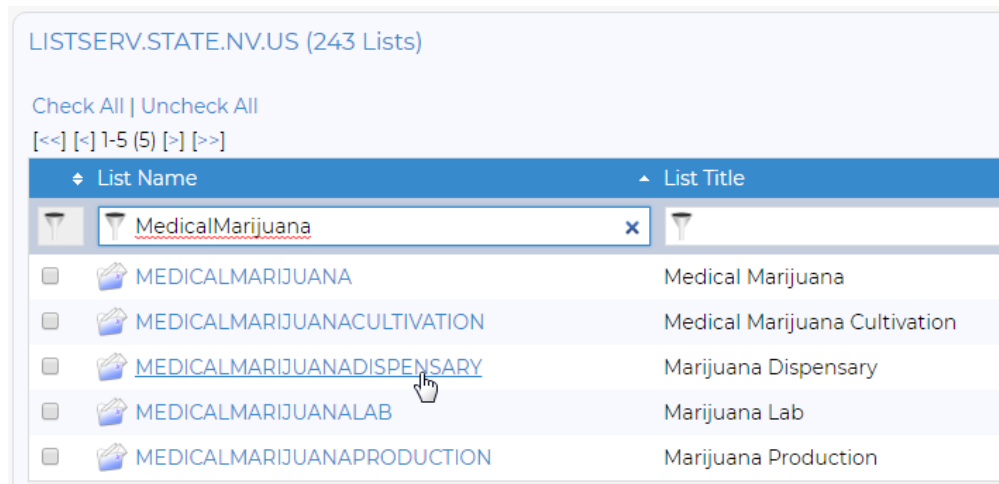 LISTSERV.STATE.NV.US (243 Lists)
Check All | Uncheck All
[<<] [<] 1-5 (5) [>] [>>]
List Name List Title
MedicalMarijuana
MEDICALMARIJUANA Medical Marijuana
MEDICALMARIJUANACULTIVATION Medical Marijuana Cultivation
MEDICALMARIJUANADISPENSARY Marijuana Dispensary
MEDICALMARIJUANALAB Marijuana Lab
MEDICALMARIJUANAPRODUCTION Marijuana Production